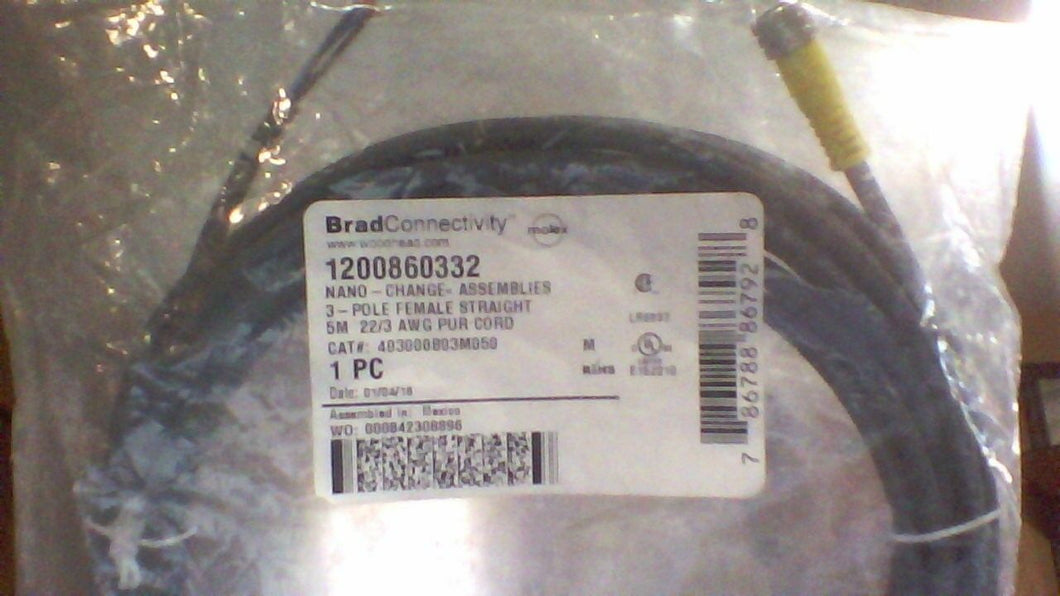 BradConnectivity™ molex
www.woodhead.com
1200860332
NANO-CHANGE® ASSEMBLIES
3-POLE FEMALE STRAIGHT
5M 22/3 AWG PUR CORD
CAT#: 403000B03M050
M
1 PC
RoHS
Date: 01/04/16
Assembled in: Mexico
WO: 000842308896
7 86788 86792 8